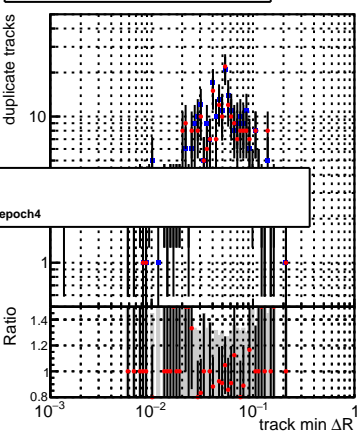 duplicate tracks
10
epoch4
1
Ratio
1.4
1.2
1
0.8
10⁻³
10⁻²
10⁻¹
1
track min ΔR